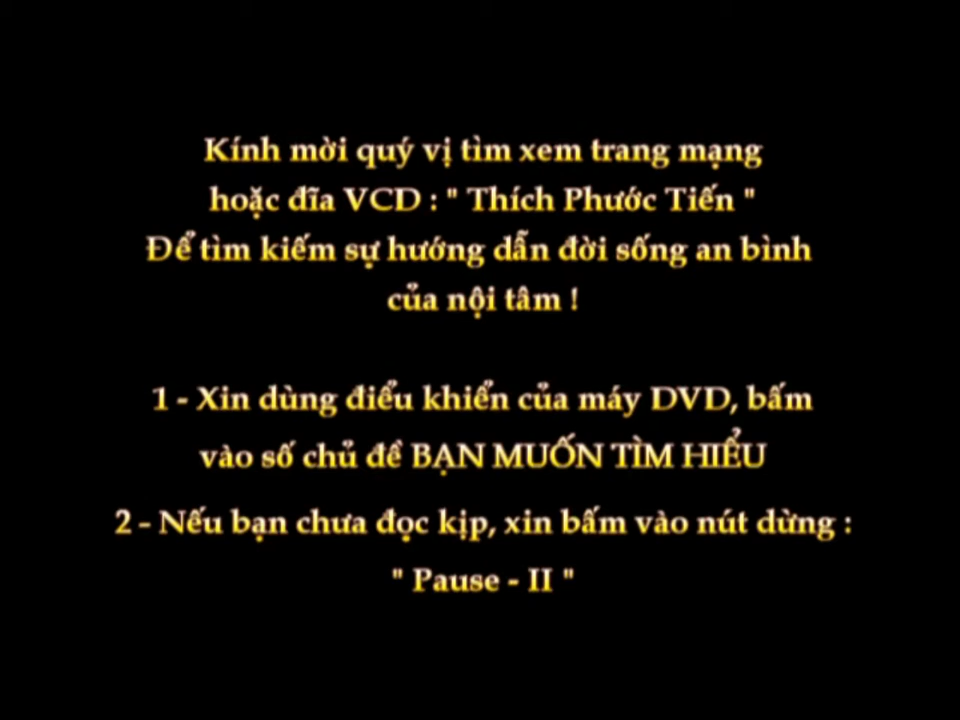 Kính mời quý vị tìm xem trang mạng
hoặc đĩa VCD : " Thích Phước Tiến "
Để tìm kiếm sự hướng dẫn đời sống an bình
của nội tâm !
1 - Xin dùng điểu khiển của máy DVD, bấm
vào số chủ đề BẠN MUỐN TÌM HIỂU
2 - Nếu bạn chưa đọc kịp, xin bấm vào nút dừng :
" Pause - II "